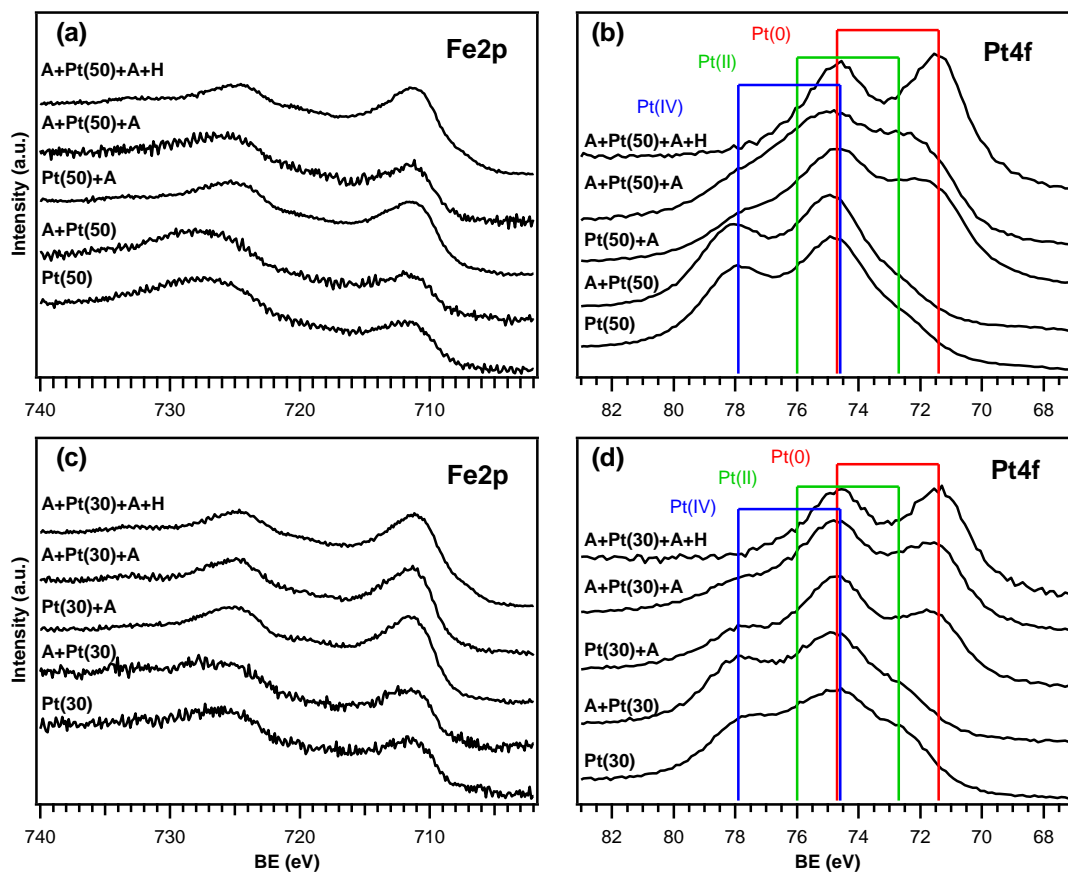 (a)
Fe2p
A+Pt(50)+A+H
A+Pt(50)+A
Pt(50)+A
A+Pt(50)
Pt(50)
Intensity (a.u.)
740 730 720 710
(b)
Pt(0)
Pt4f
Pt(II)
Pt(IV)
A+Pt(50)+A+H
A+Pt(50)+A
Pt(50)+A
A+Pt(50)
Pt(50)
82 80 78 76 74 72 70 68
(c)
Fe2p
A+Pt(30)+A+H
A+Pt(30)+A
Pt(30)+A
A+Pt(30)
Pt(30)
Intensity (a.u.)
740 730 720 710
BE (eV)
(d)
Pt(0)
Pt4f
Pt(II)
Pt(IV)
A+Pt(30)+A+H
A+Pt(30)+A
Pt(30)+A
A+Pt(30)
Pt(30)
82 80 78 76 74 72 70 68
BE (eV)